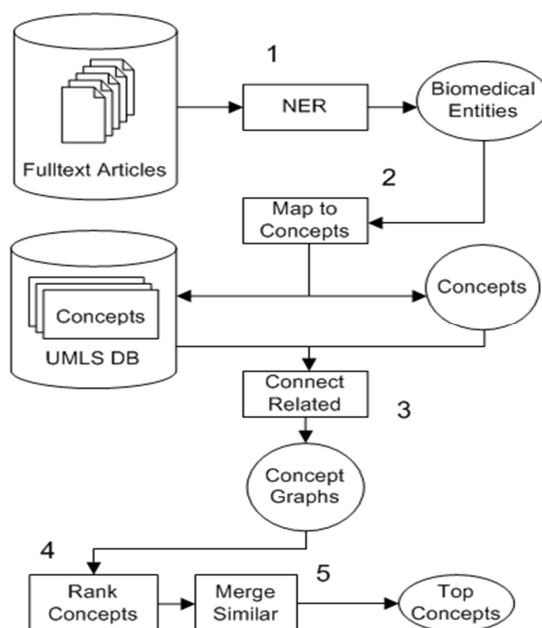 1
NER
Biomedical
Entities
Fulltext Articles
2
Map to
Concepts
Concepts
UMLS DB
Concepts
Connect
Related
3
Concept
Graphs
4
Rank
Concepts
Merge
Similar
5
Top
Concepts